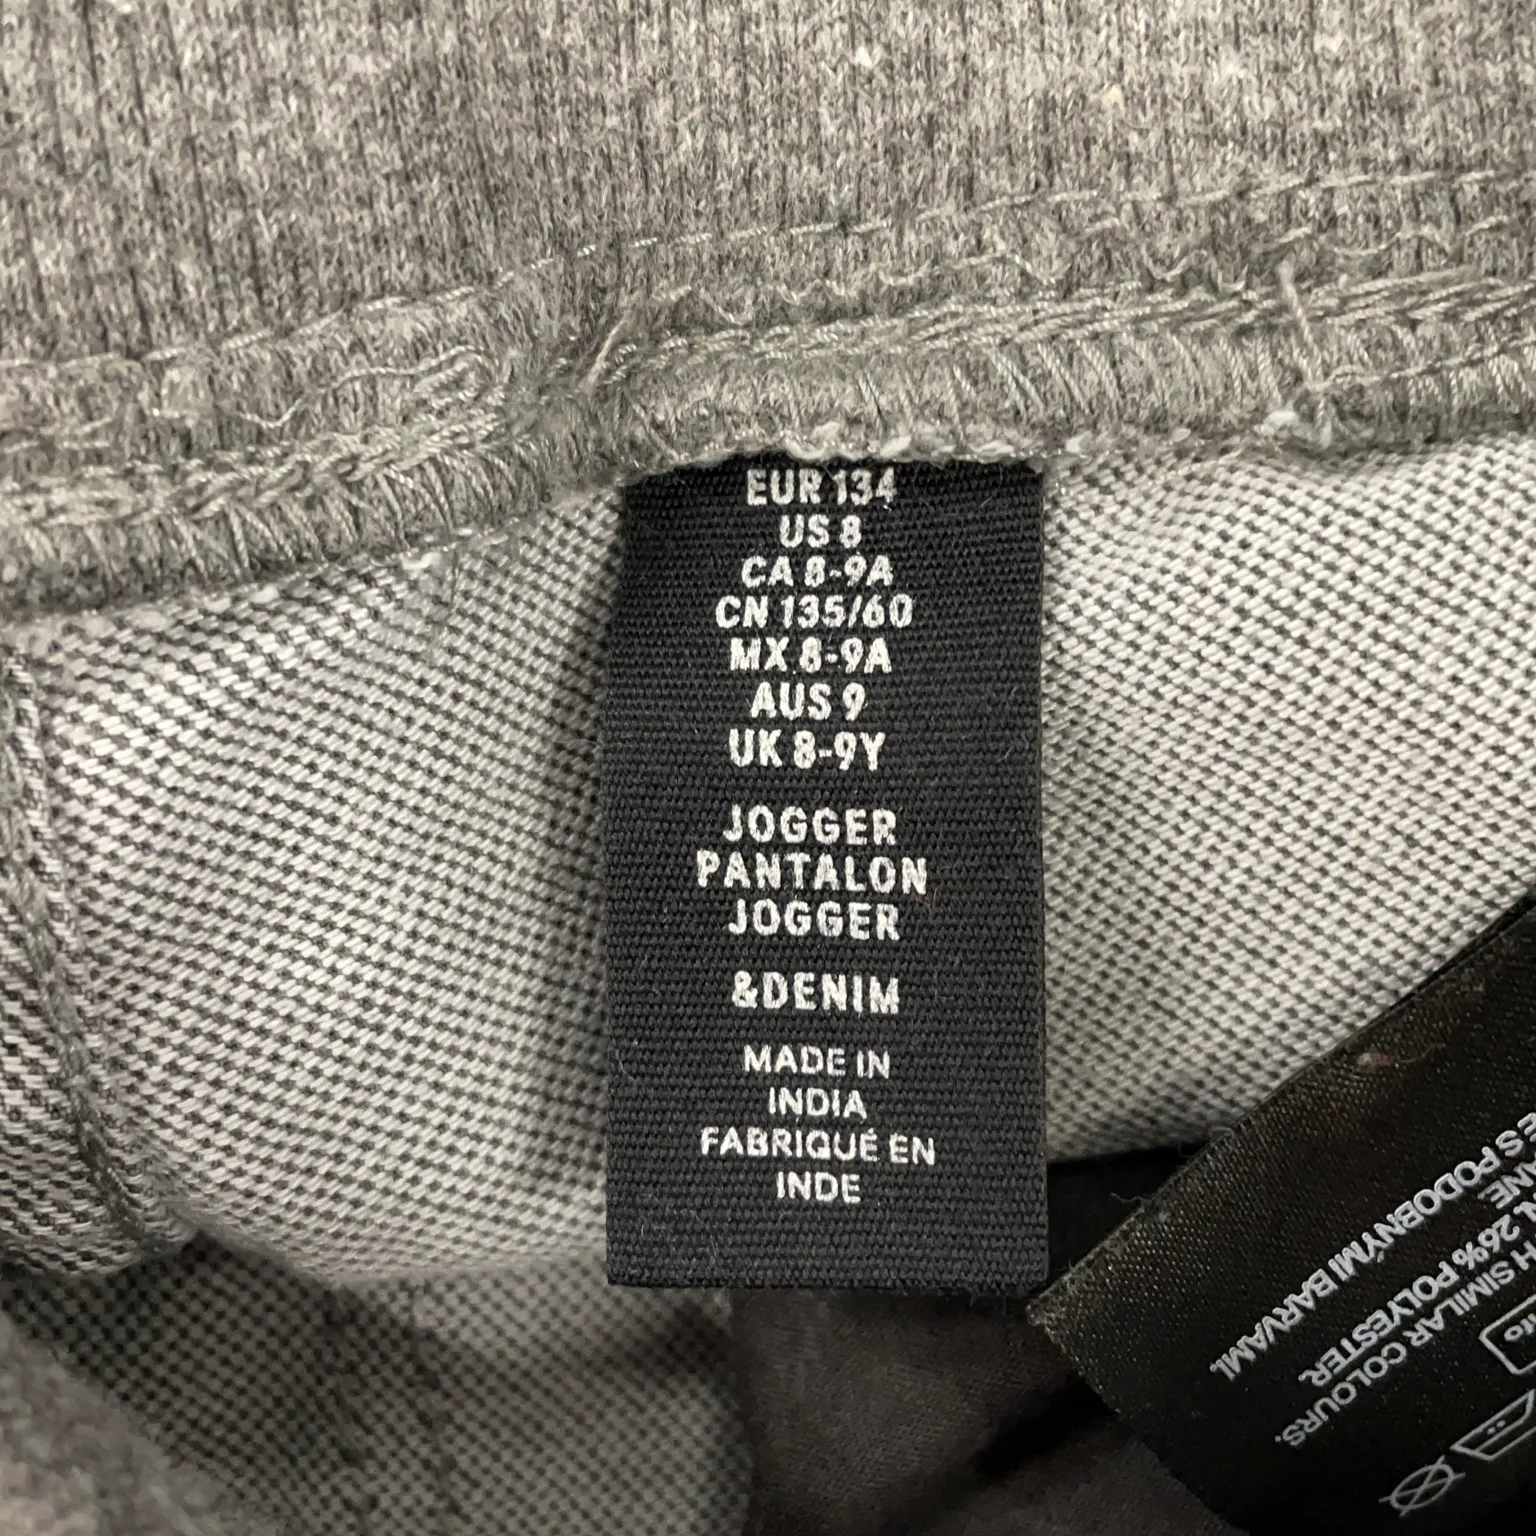 EUR 134
US 8
CA 8-9A
CN 135/60
MX 8-9A
AUS 9
UK 8-9Y
JOGGER
PANTALON
JOGGER
&DENIM
MADE IN
INDIA
FABRIQUÉ EN
INDE
PODOBNÝMI BARVAMI.
26% POLYESTER.
SIMILAR COLOURS.